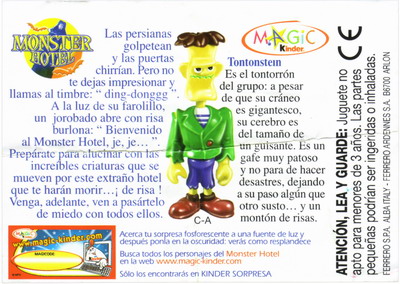 MONSTER
HOTEL
Las persianas
golpetean
y las puertas
chirrían. Pero no
te dejas impresionar y
llamas al timbre: “ ding-donggg ”.
A la luz de su farolillo,
un jorobado abre con risa
burlona: “ Bienvenido
al Monster Hotel, je, je... ”.
Prepárate para alucinar con las
increíbles criaturas que se
mueven por este extraño hotel
que te harán morir...¡ de risa !
Venga, adelante, ven a pasártelo
de miedo con todos ellos.
C-A
MAGiC
Kinder
Tontonstein
Es el tontorrón
del grupo: a pesar
de que su cráneo
es gigantesco,
su cerebro es
del tamaño de
un guisante. Es un
gafe muy patoso
y no para de hacer
desastres, dejando
a su paso algún que
otro susto... y un
montón de risas.
www.magic-kinder.com
MAGICODE
Acerca tu sorpresa fosforescente a una fuente de luz y
después ponla en la oscuridad: verás como resplandece
Busca todos los personajes del Monster Hotel
en la web www.magic-kinder.com
Sólo los encontrarás en KINDER SORPRESA
CE
ATENCIÓN, LEA Y GUARDE: Juguete no
apto para menores de 3 años. Las partes
pequeñas podrían ser ingeridas o inhaladas.
FERRERO S.P.A. ALBA ITALY - FERRERO ARDENNES S.A. B6700 ARLON